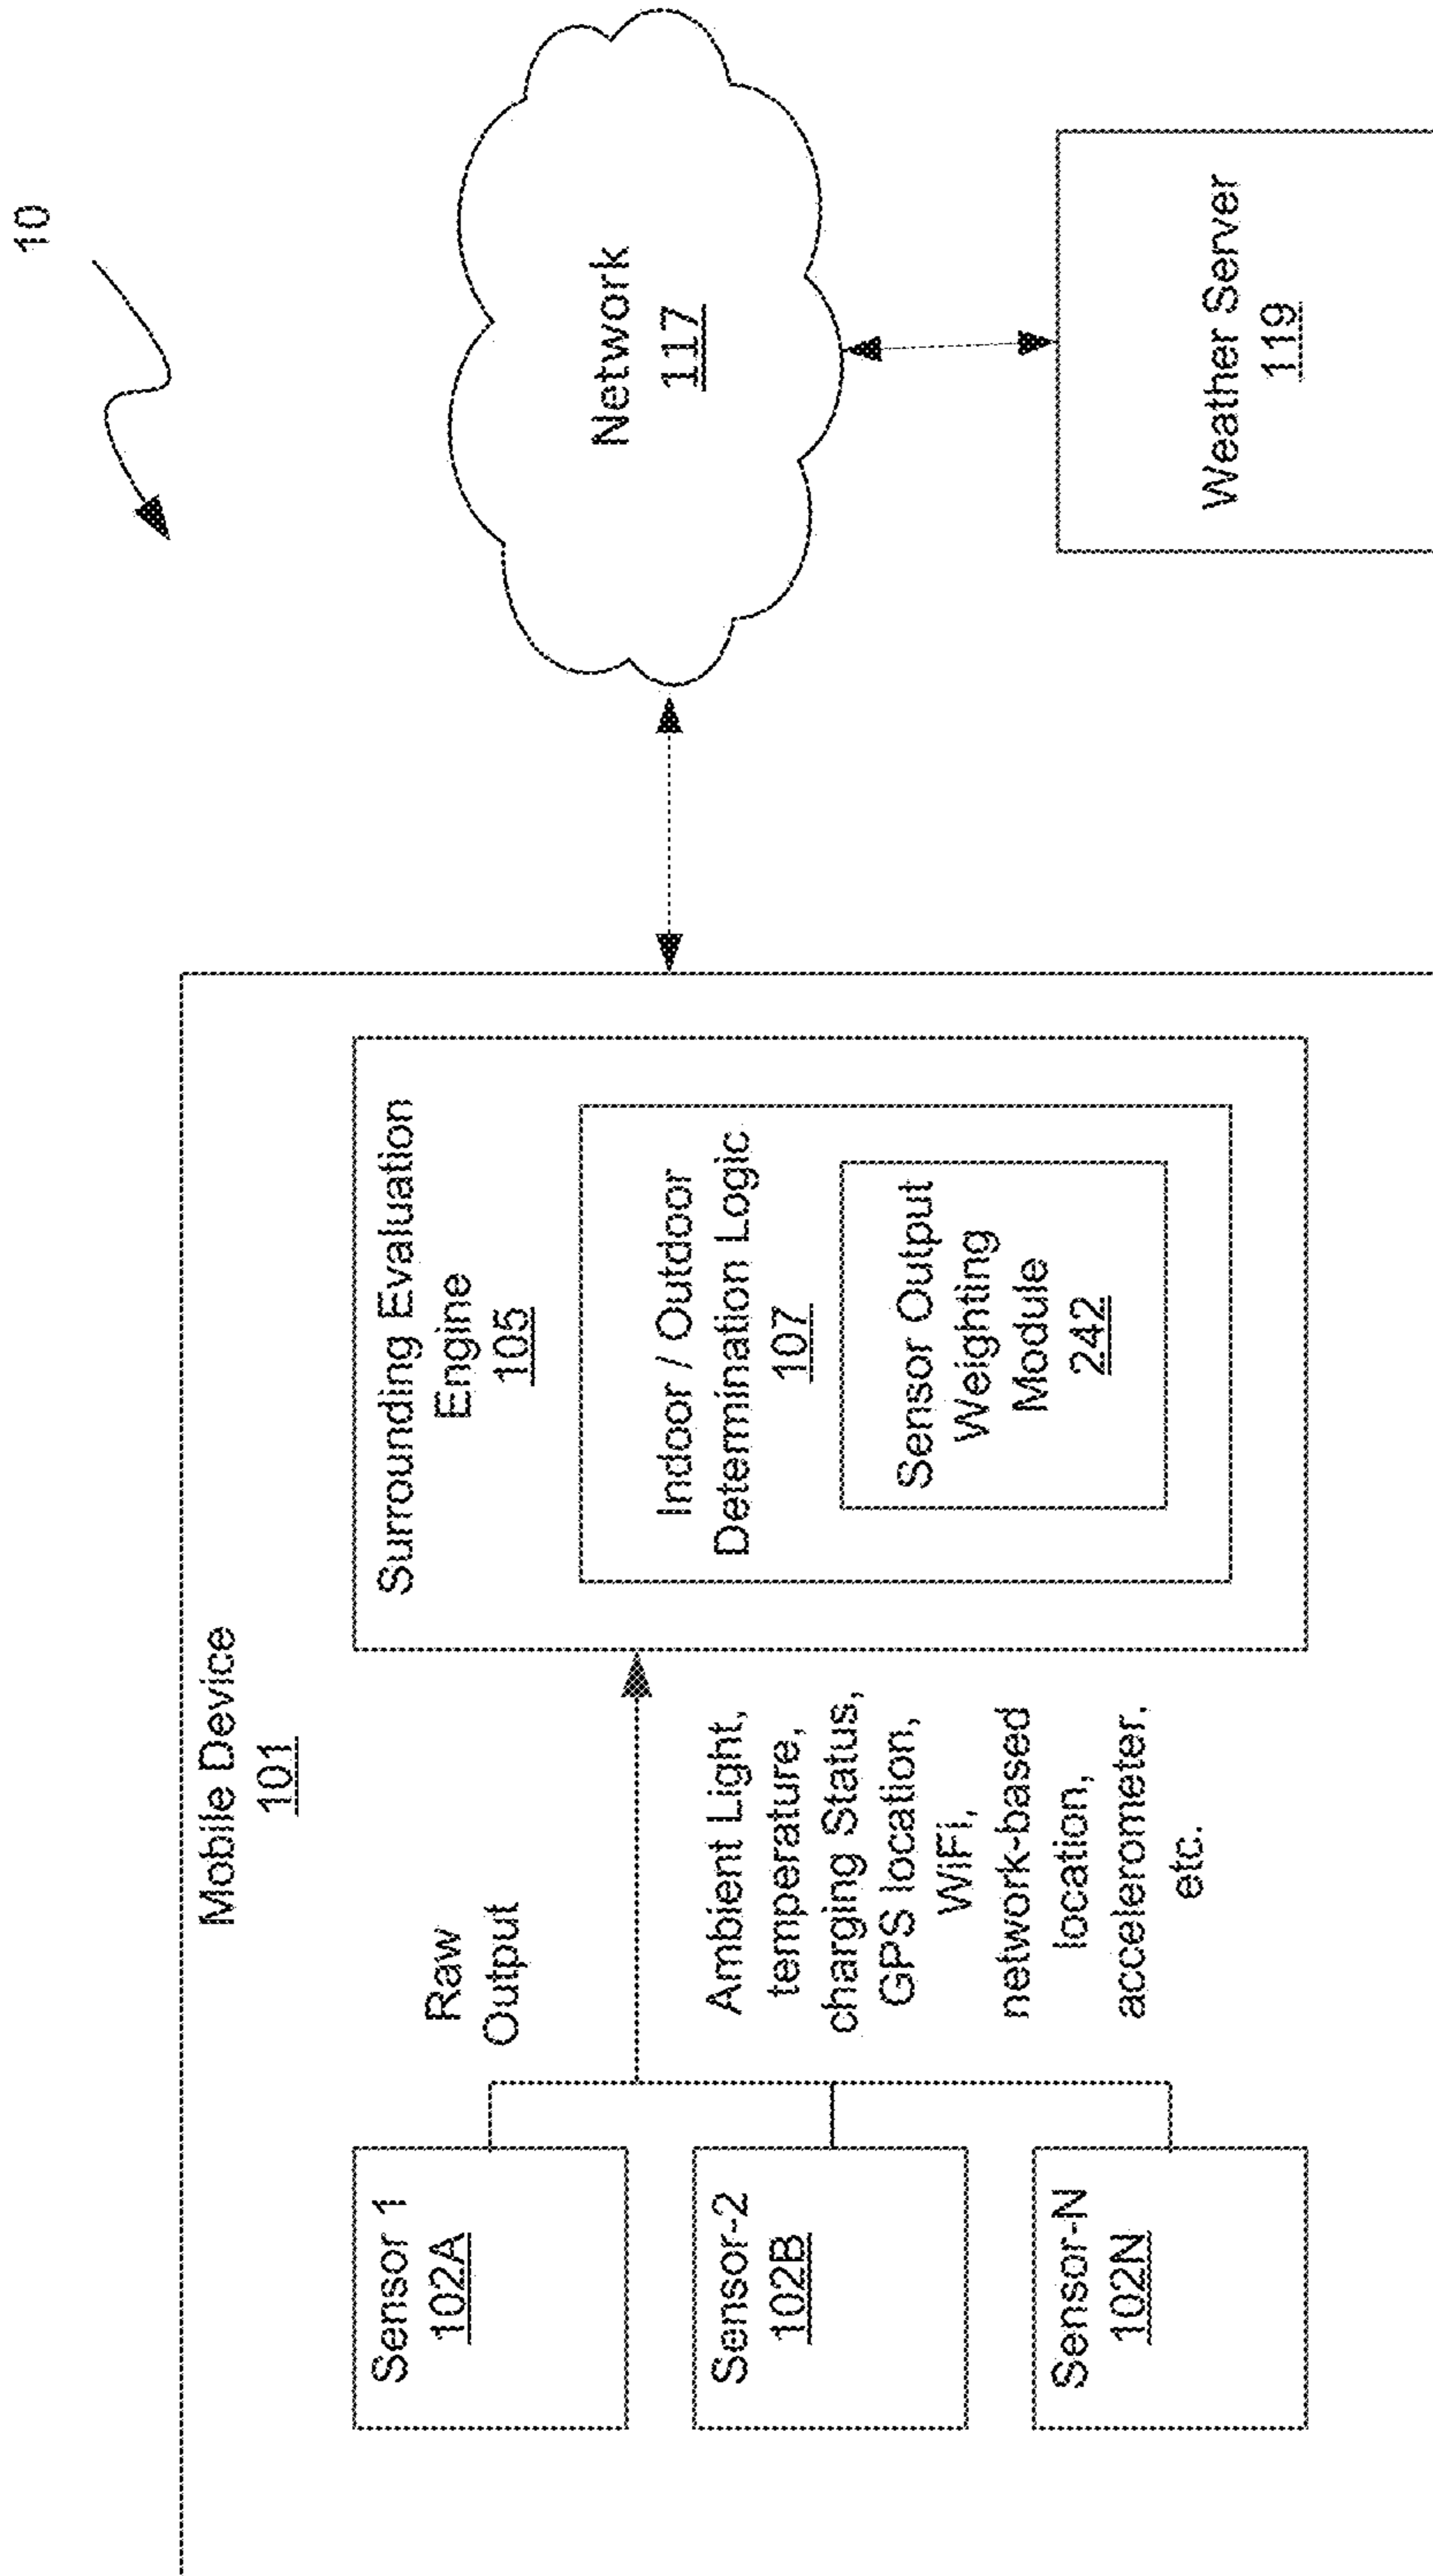 10
Mobile Device
101
Sensor 1
102A
Sensor-2
102B
Sensor-N
102N
Raw
Output
Ambient Light,
temperature,
charging Status,
GPS location,
WiFi,
network-based
location,
accelerometer,
etc.
Surrounding Evaluation
Engine
105
Indoor / Outdoor
Determination Logic
107
Sensor Output
Weighting
Module
242
Network
117
Weather Server
119